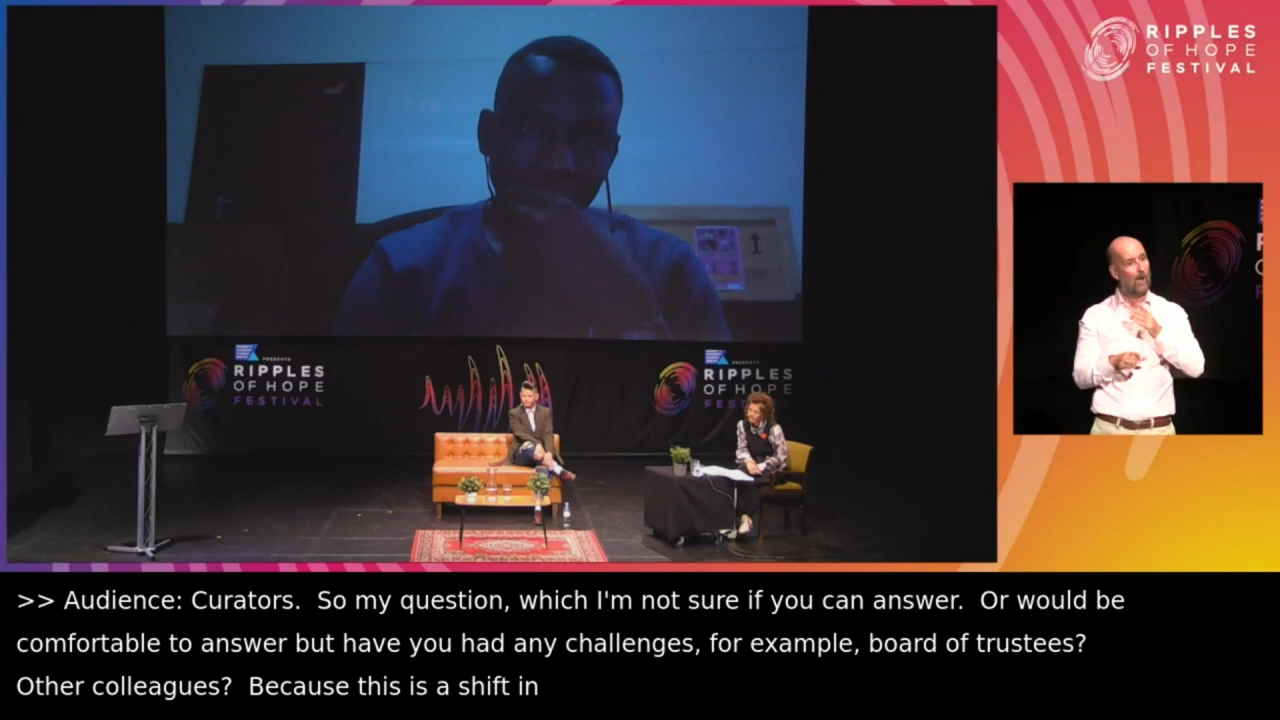 RIPPLES
OF HOPE
FESTIVAL
PRESENTS
RIPPLES
OF HOPE
FESTIVAL
PRESENTS
RIPPLES
OF HOPE
>> Audience: Curators.  So my question, which I'm not sure if you can answer.  Or would be
comfortable to answer but have you had any challenges, for example, board of trustees?
Other colleagues?  Because this is a shift in